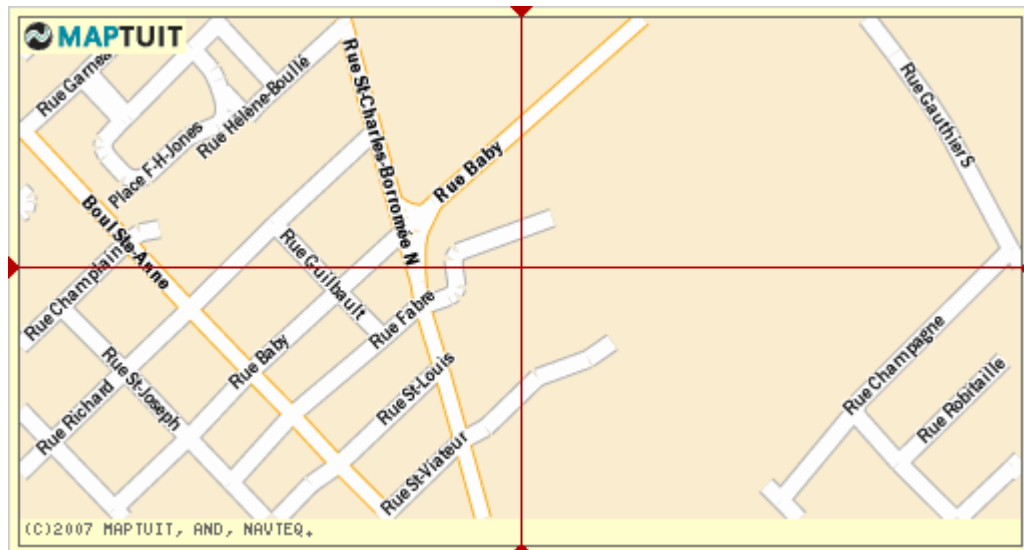 MAPTUIT
Rue Garnea
Rue Hélène-Boullé
Place F-H-Jones
Rue St-Charles-Borromée N
Rue Baby
Rue Gauthier S
Boul Ste-Anne
Rue Champlain
Rue Guilbault
Rue Fabre
Rue Baby
Rue St-Joseph
Rue St-Louis
Rue Richard
Rue St-Viateur
Rue Champagne
Rue Robitaille
(C)2007 MAPTUIT, AND, NAVTEQ.